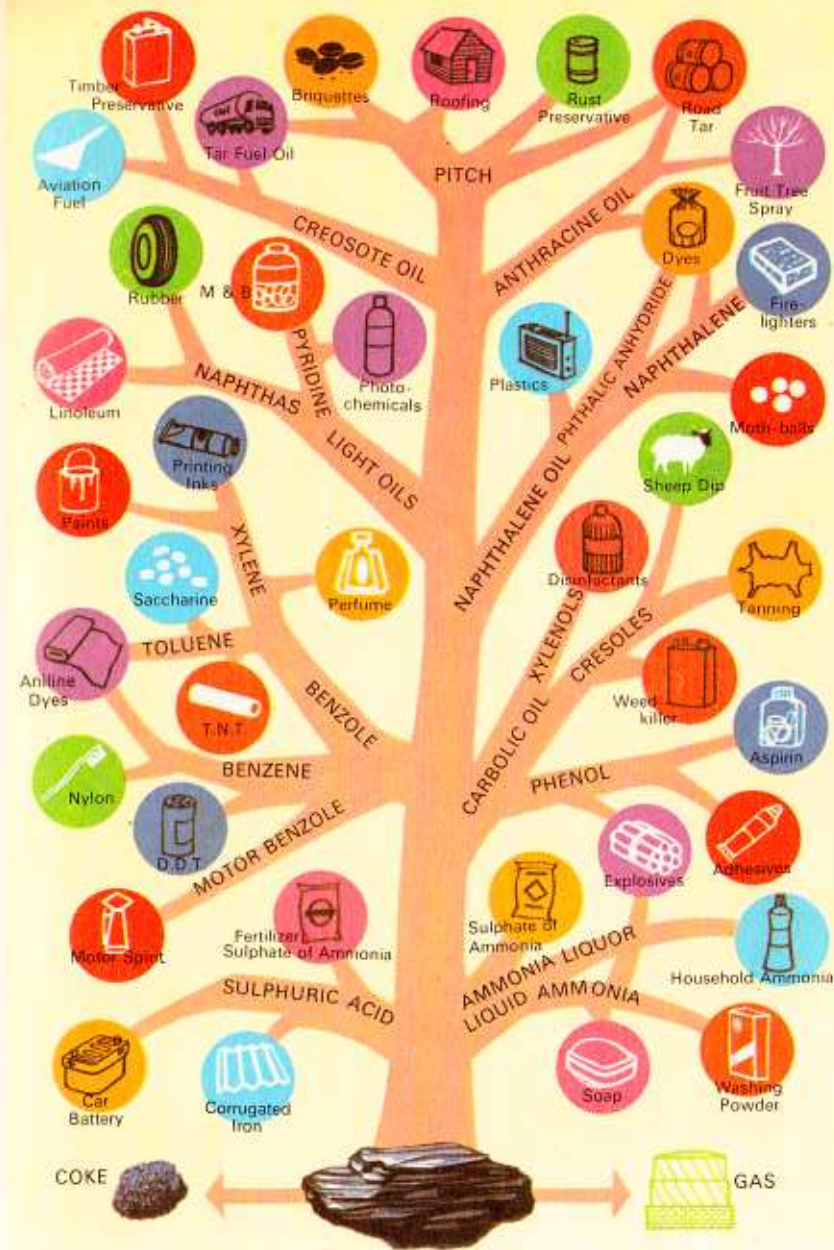 Timber
Preservative
Briquettes
Roofing
Rust
Preservative
Road
Tar
Tar Fuel Oil
Aviation
Fuel
PITCH
Fruit Tree
Spray
CREOSOTE OIL
ANTHRACINE OIL
Dyes
Rubber
M & B
Fire-
lighters
PYRIDINE
Photo-
chemicals
Plastics
PHTHALIC ANHYDRIDE
NAPHTHALENE
Linoleum
NAPHTHAS
Moth-balls
LIGHT OILS
Printing
Inks
NAPHTHALENE OIL
Sheep Dip
Paints
XYLENE
Saccharine
Perfume
Disinfectants
Tanning
TOLUENE
XYLENOLS
CRESOLES
Aniline
Dyes
T.N.T.
BENZOLE
Weed
killer
CARBOLIC OIL
Aspirin
BENZENE
PHENOL
Nylon
D.D.T
MOTOR BENZOLE
Explosives
Adhesives
Motor Spirit
Fertilizer
Sulphate of Ammonia
Sulphate of
Ammonia
AMMONIA LIQUOR
Household Ammonia
SULPHURIC ACID
LIQUID AMMONIA
Car
Battery
Corrugated
Iron
Soap
Washing
Powder
COKE
GAS